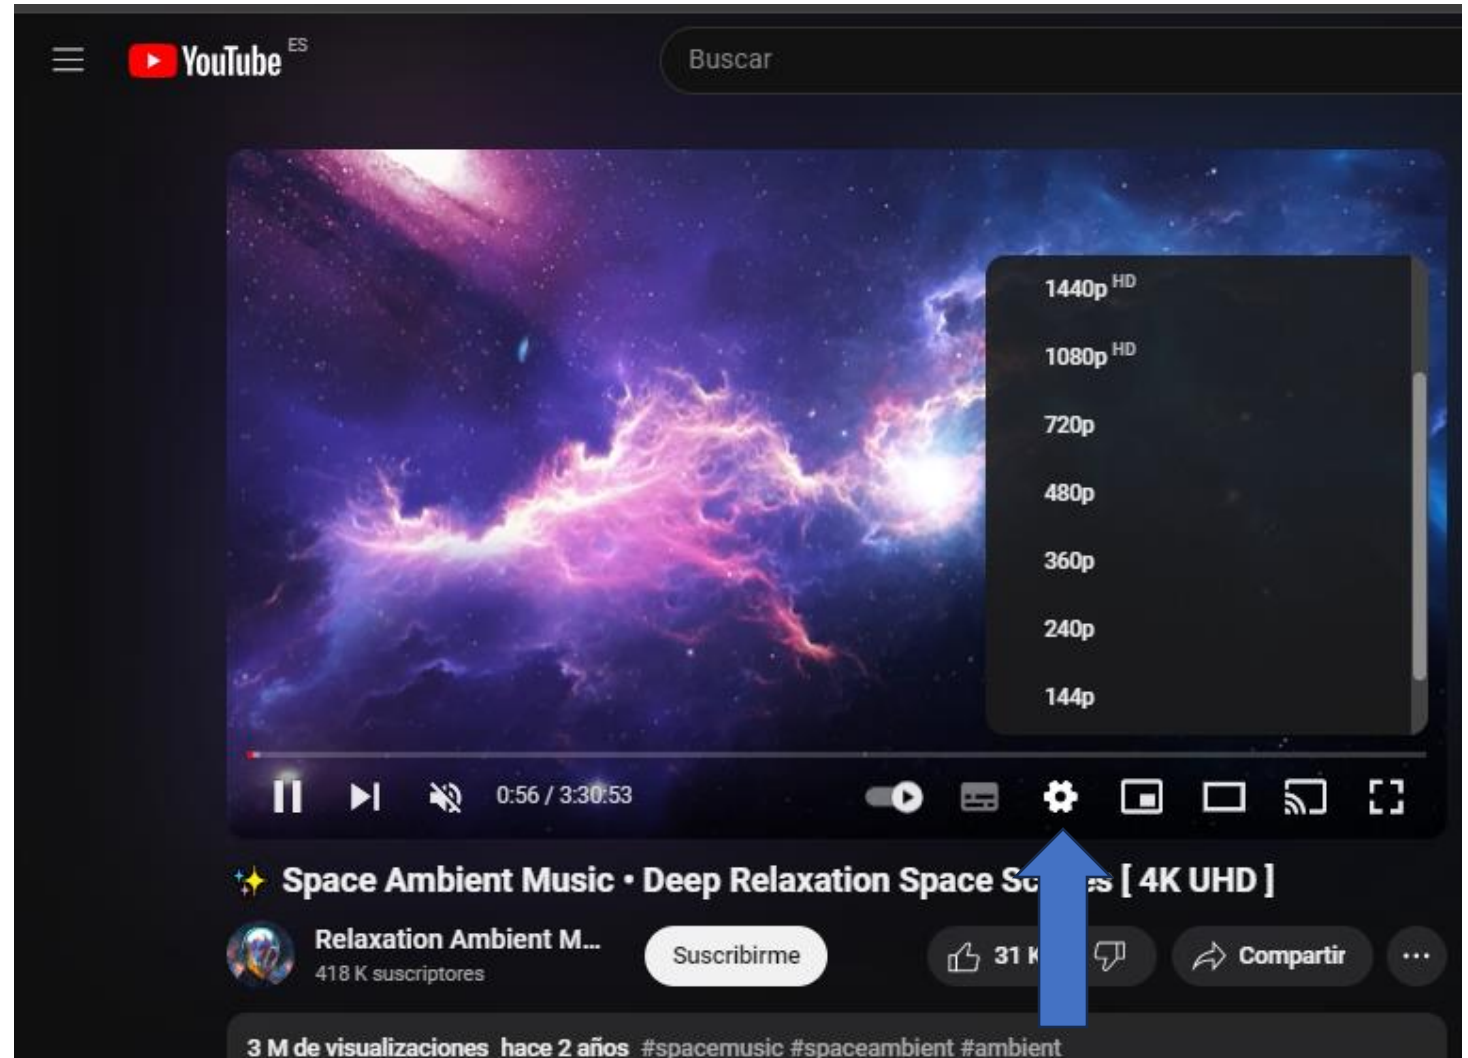 YouTube ES
Buscar
1440p HD
1080p HD
720p
480p
360p
240p
144p
0:56 / 3:30:53
Space Ambient Music • Deep Relaxation Space [ 4K UHD ]
Relaxation Ambient M...
418 K suscriptores
Suscribirme
31 K
Compartir
3 M de visualizaciones hace 2 años #spacemusic #spaceambient #ambient